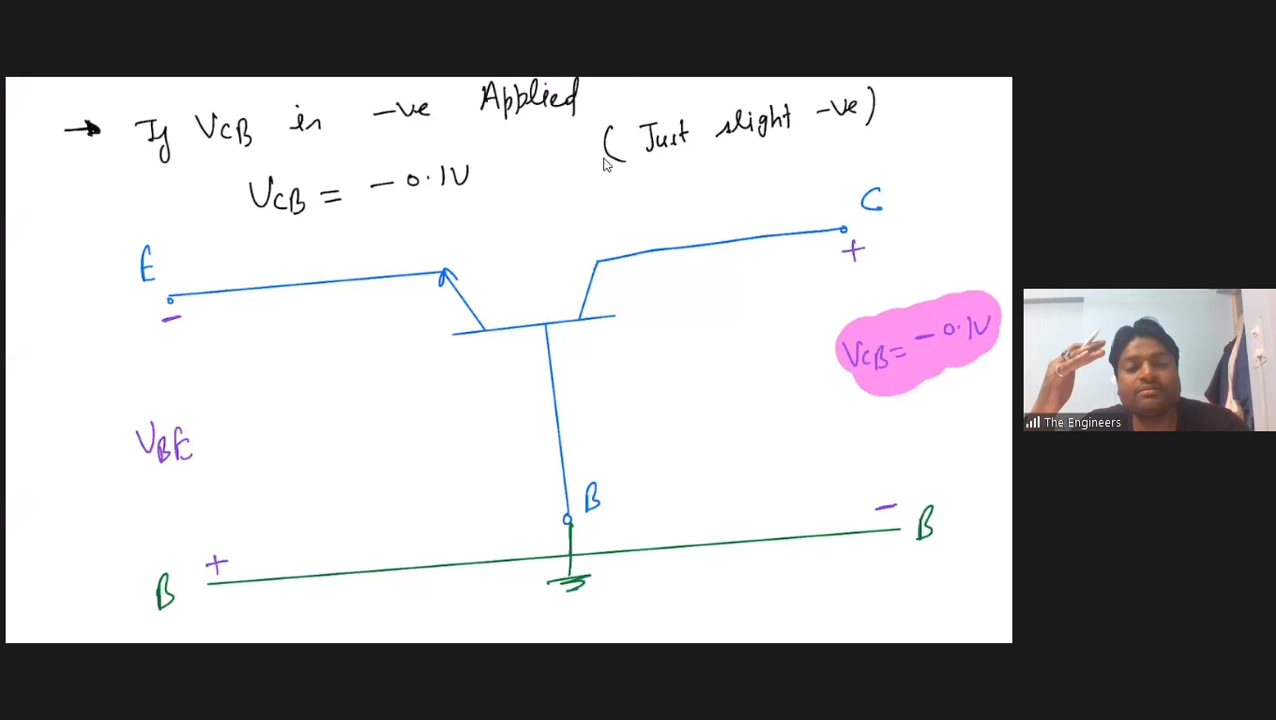 → If VCB is -ve Applied
(Just slight -ve)
VCB = -0.1V
E
C
-
+
VCB = -0.1V
VBE
B
-
B
+
B
The Engineers